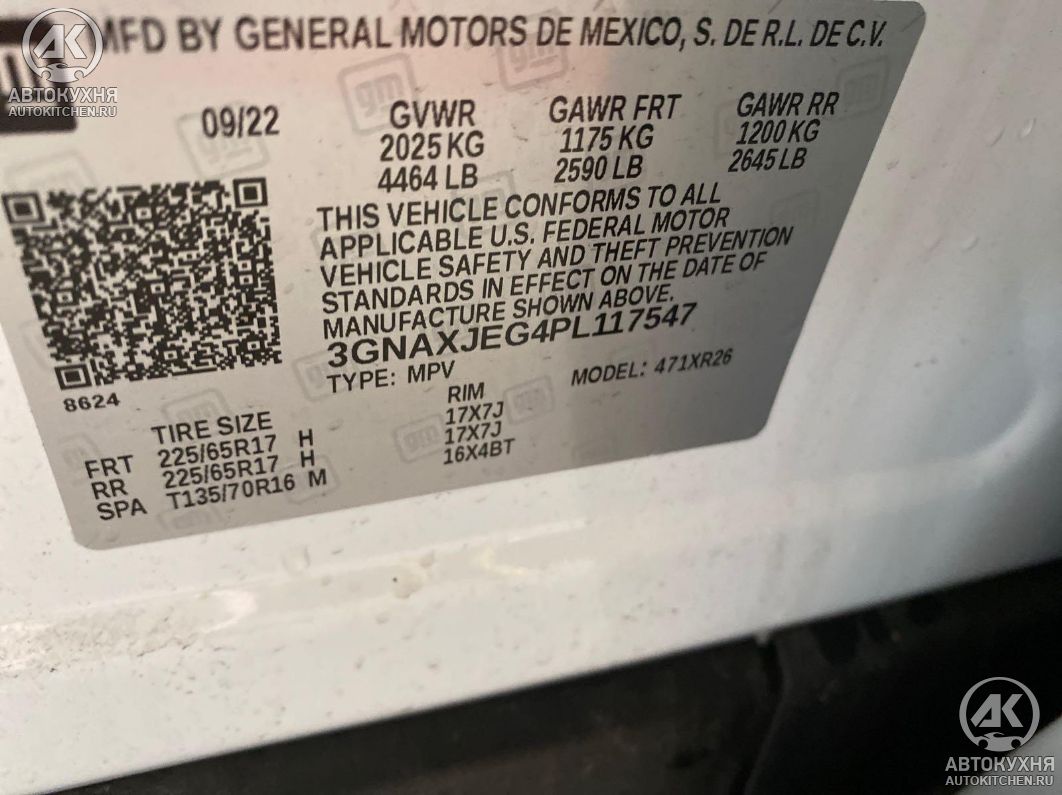 MFD BY GENERAL MOTORS DE MEXICO, S. DE R.L. DE C.V.
АК
АВТОКУХНЯ
AUTOKITCHEN.RU
gm
09/22
GVWR GAWR FRT GAWR RR
2025 KG 1175 KG 1200 KG
4464 LB 2590 LB 2645 LB
THIS VEHICLE CONFORMS TO ALL
APPLICABLE U.S. FEDERAL MOTOR
VEHICLE SAFETY AND THEFT PREVENTION
STANDARDS IN EFFECT ON THE DATE OF
MANUFACTURE SHOWN ABOVE.
3GNAXJEG4PL117547
TYPE: MPV MODEL: 471XR26
8624
TIRE SIZE RIM
FRT 225/65R17 H 17X7J
RR 225/65R17 H 17X7J
SPA T135/70R16 M 16X4BT
АК
АВТОКУХНЯ
AUTOKITCHEN.RU